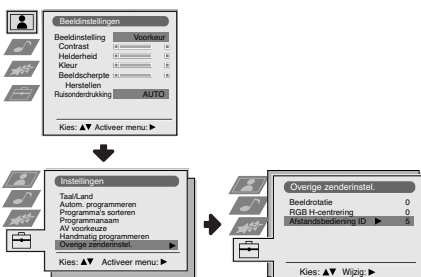 Beeldinstellingen
Beeldinstelling Voorkeur
Contrast
Helderheid
Kleur
Beeldscherpte
Herstellen
Ruisonderdrukking AUTO
Kies: ▲▼ Activeer menu: ►
Instellingen
Taal/Land
Autom. programmeren
Programma's sorteren
Programmanaam
AV voorkeuze
Handmatig programmeren
Overige zenderinstel. ►
Kies: ▲▼ Activeer menu: ►
Overige zenderinstel.
Beeldrotatie 0
RGB H-centrering 0
Afstandsbediening ID ► 5
Kies: ▲▼ Wijzig: ►